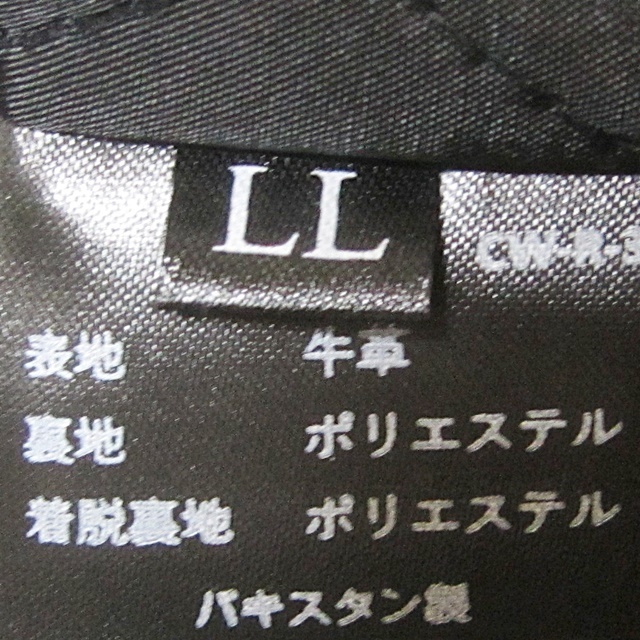 LL
CW-R-
表地 牛革
裏地 ポリエステル
着脱裏地 ポリエステル
パキスタン製